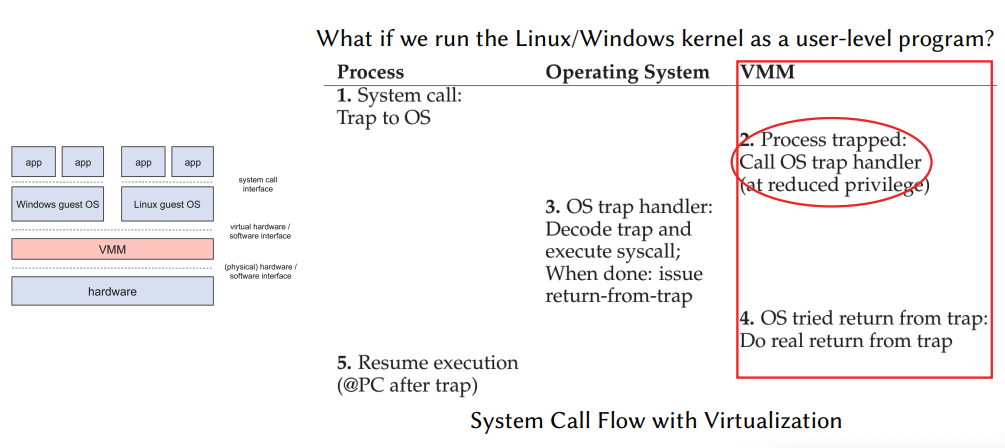 What if we run the Linux/Windows kernel as a user-level program?
Process Operating System VMM
1. System call:
Trap to OS
2. Process trapped:
Call OS trap handler
(at reduced privilege)
3. OS trap handler:
Decode trap and
execute syscall;
When done: issue
return-from-trap
4. OS tried return from trap:
Do real return from trap
5. Resume execution
(@PC after trap)
System Call Flow with Virtualization
app app app app
system call
interface
Windows guest OS Linux guest OS
virtual hardware /
software interface
VMM
(physical) hardware /
software interface
hardware